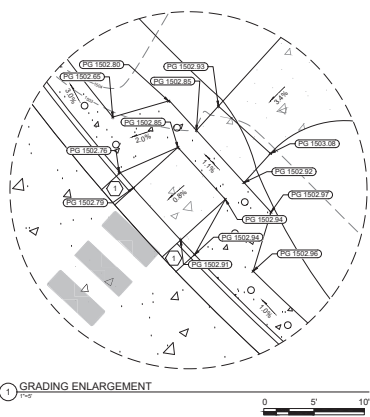 PG 1502.80
PG 1502.93
PG 1502.65
PG 1502.85
3.0%
3.4%
PG 1502.85
2.0%
PG 1503.08
PG 1502.76
1.1%
PG 1502.92
1
0.8%
PG 1502.97
PG 1502.79
PG 1502.94
PG 1502.94
PG 1502.96
1
PG 1502.91
1.0%
1 GRADING ENLARGEMENT
1"=5'
0 5' 10'